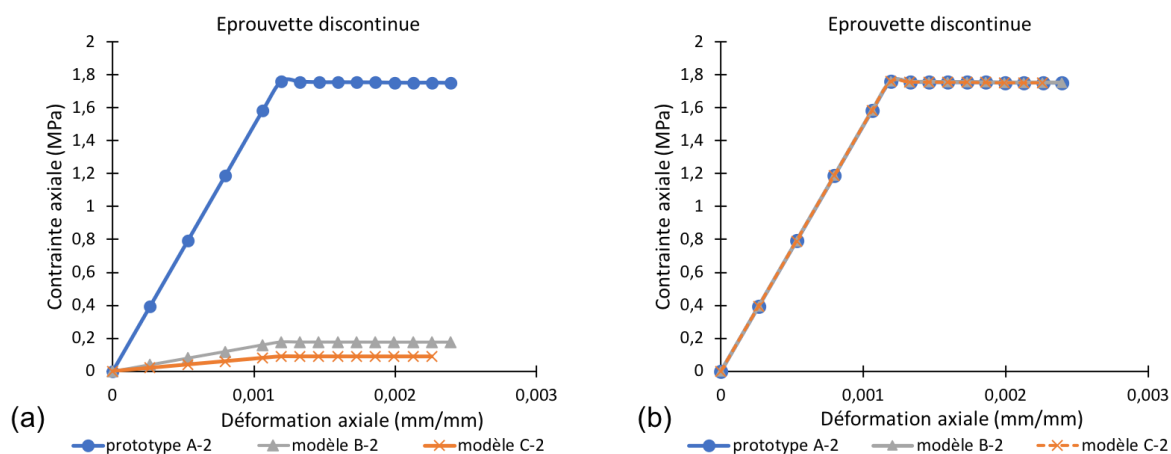 Eprouvette discontinue
Contrainte axiale (MPa)
2
1,8
1,6
1,4
1,2
1
0,8
0,6
0,4
0,2
0
0 0,001 0,002 0,003
(a)
Déformation axiale (mm/mm)
prototype A-2 modèle B-2 modèle C-2
Eprouvette discontinue
Contrainte axiale (MPa)
2
1,8
1,6
1,4
1,2
1
0,8
0,6
0,4
0,2
0
0 0,001 0,002 0,003
(b)
Déformation axiale (mm/mm)
prototype A-2 modèle B-2 modèle C-2